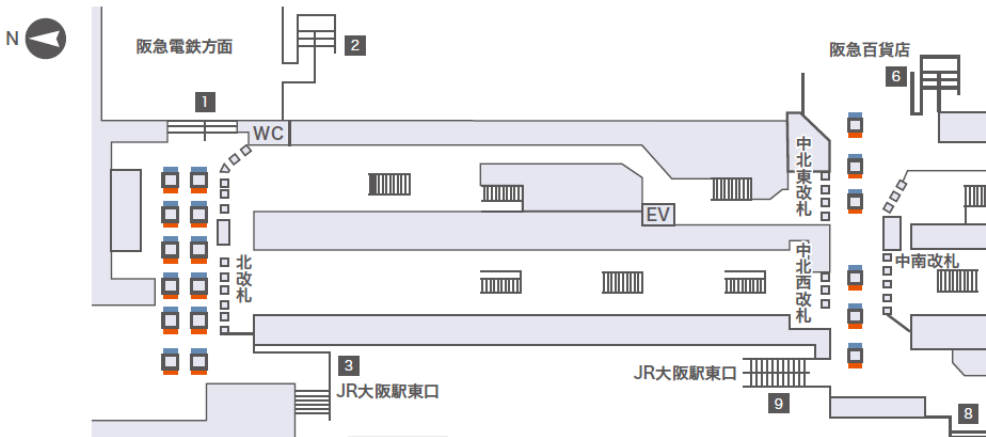 N
阪急電鉄方面
2
阪急百貨店
6
1
WC
中北東改札
EV
北改札
中北西改札
中南改札
3
JR大阪駅東口
JR大阪駅東口
9
8